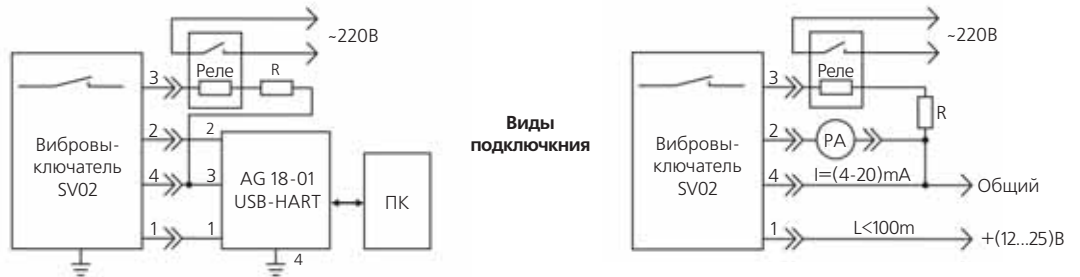 ~220В
Реле
R
3
2
2
Вибровы-
ключатель
SV02
4
3
AG 18-01
USB-HART
ПК
1
1
4
Виды
подключкния
~220В
Реле
3
R
2
PA
Вибровы-
ключатель
SV02
4
I=(4-20)mA
Общий
1
L<100m
+(12...25)В